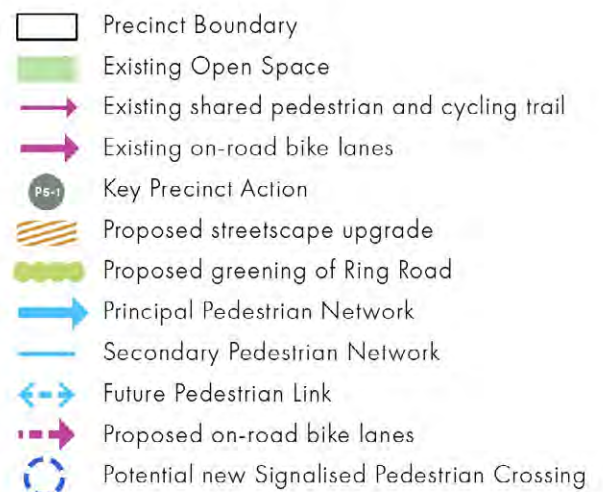 Precinct Boundary
Existing Open Space
Existing shared pedestrian and cycling trail
Existing on-road bike lanes
P5-1 Key Precinct Action
Proposed streetscape upgrade
Proposed greening of Ring Road
Principal Pedestrian Network
Secondary Pedestrian Network
Future Pedestrian Link
Proposed on-road bike lanes
Potential new Signalised Pedestrian Crossing